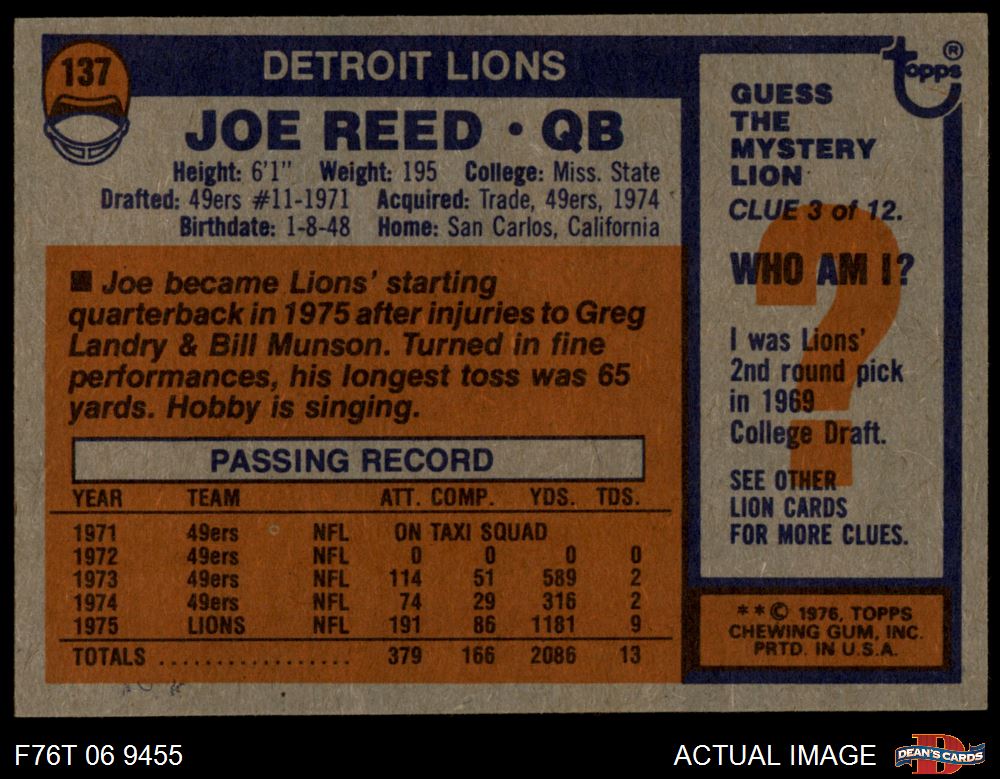 137
DETROIT LIONS
JOE REED • QB
Height: 6'1" Weight: 195 College: Miss. State
Drafted: 49ers #11-1971 Acquired: Trade, 49ers, 1974
Birthdate: 1-8-48 Home: San Carlos, California
■ Joe became Lions' starting
quarterback in 1975 after injuries to Greg
Landry & Bill Munson. Turned in fine
performances, his longest toss was 65
yards. Hobby is singing.
PASSING RECORD
YEAR TEAM ATT. COMP. YDS. TDS.
1971 49ers NFL ON TAXI SQUAD
1972 49ers NFL 0 0 0 0
1973 49ers NFL 114 51 589 2
1974 49ers NFL 74 29 316 2
1975 LIONS NFL 191 86 1181 9
TOTALS .................. 379 166 2086 13
topps ®
GUESS
THE
MYSTERY
LION
CLUE 3 of 12.
WHO AM I?
?
I was Lions'
2nd round pick
in 1969
College Draft.
SEE OTHER
LION CARDS
FOR MORE CLUES.
**© 1976, TOPPS
CHEWING GUM, INC.
PRTD. IN U.S.A.
F76T 06 9455
ACTUAL IMAGE
D
DEAN'S CARDS